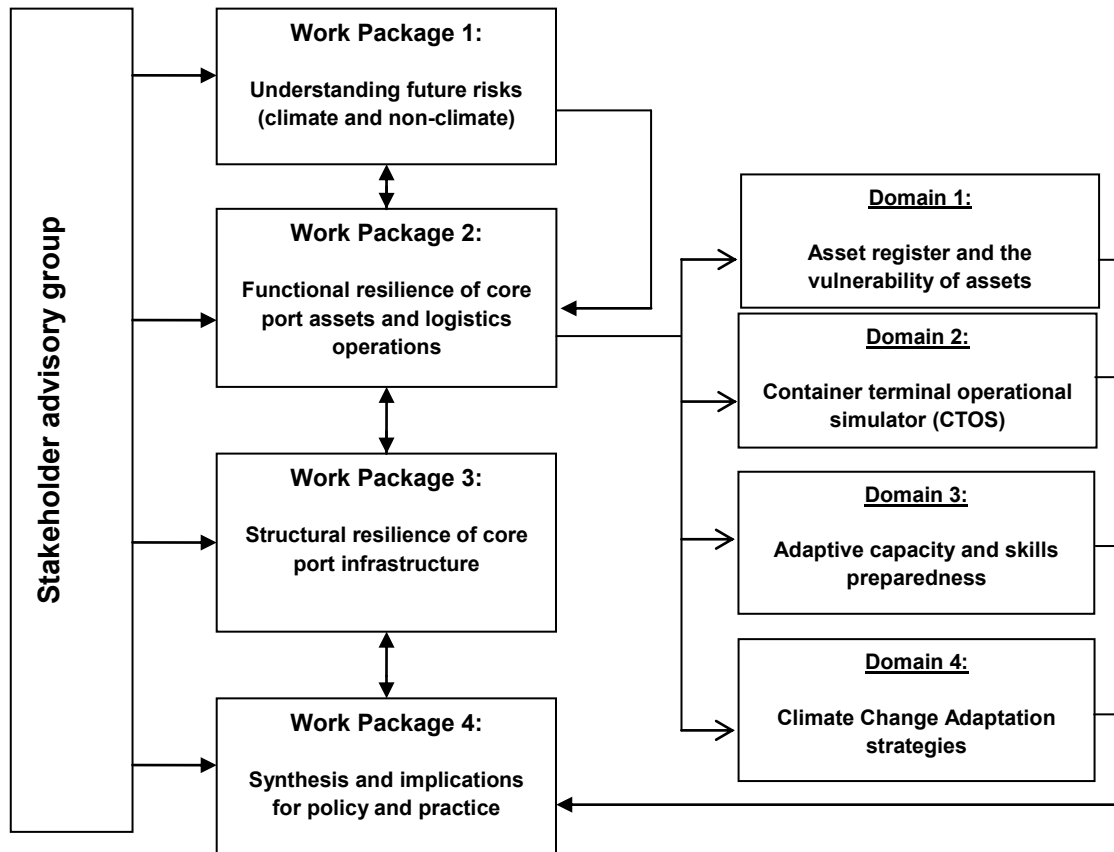 Stakeholder advisory group
Work Package 1:
Understanding future risks
(climate and non-climate)
Work Package 2:
Functional resilience of core
port assets and logistics
operations
Work Package 3:
Structural resilience of core
port infrastructure
Work Package 4:
Synthesis and implications
for policy and practice
Domain 1:
Asset register and the
vulnerability of assets
Domain 2:
Container terminal operational
simulator (CTOS)
Domain 3:
Adaptive capacity and skills
preparedness
Domain 4:
Climate Change Adaptation
strategies